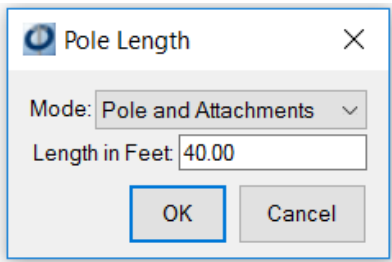 Pole Length
Mode: Pole and Attachments
Length in Feet: 40.00
OK Cancel